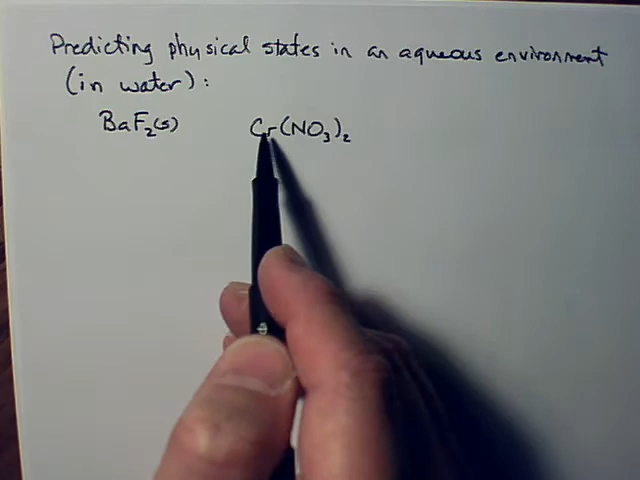 Predicting physical states in an aqueous environment
(in water):
BaF₂(s) Cr(NO₃)₂